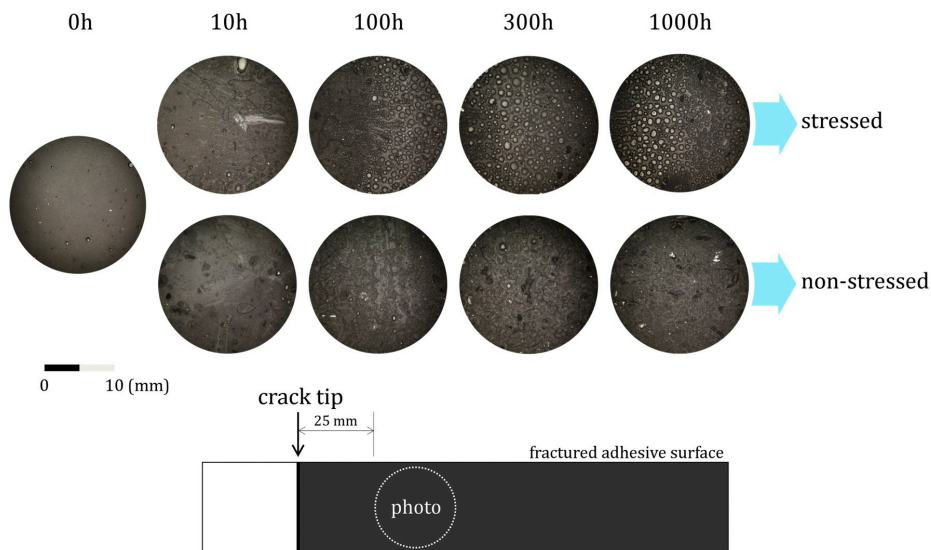 0h 10h 100h 300h 1000h
stressed
non-stressed
0 10 (mm)
crack tip
25 mm
fractured adhesive surface
photo